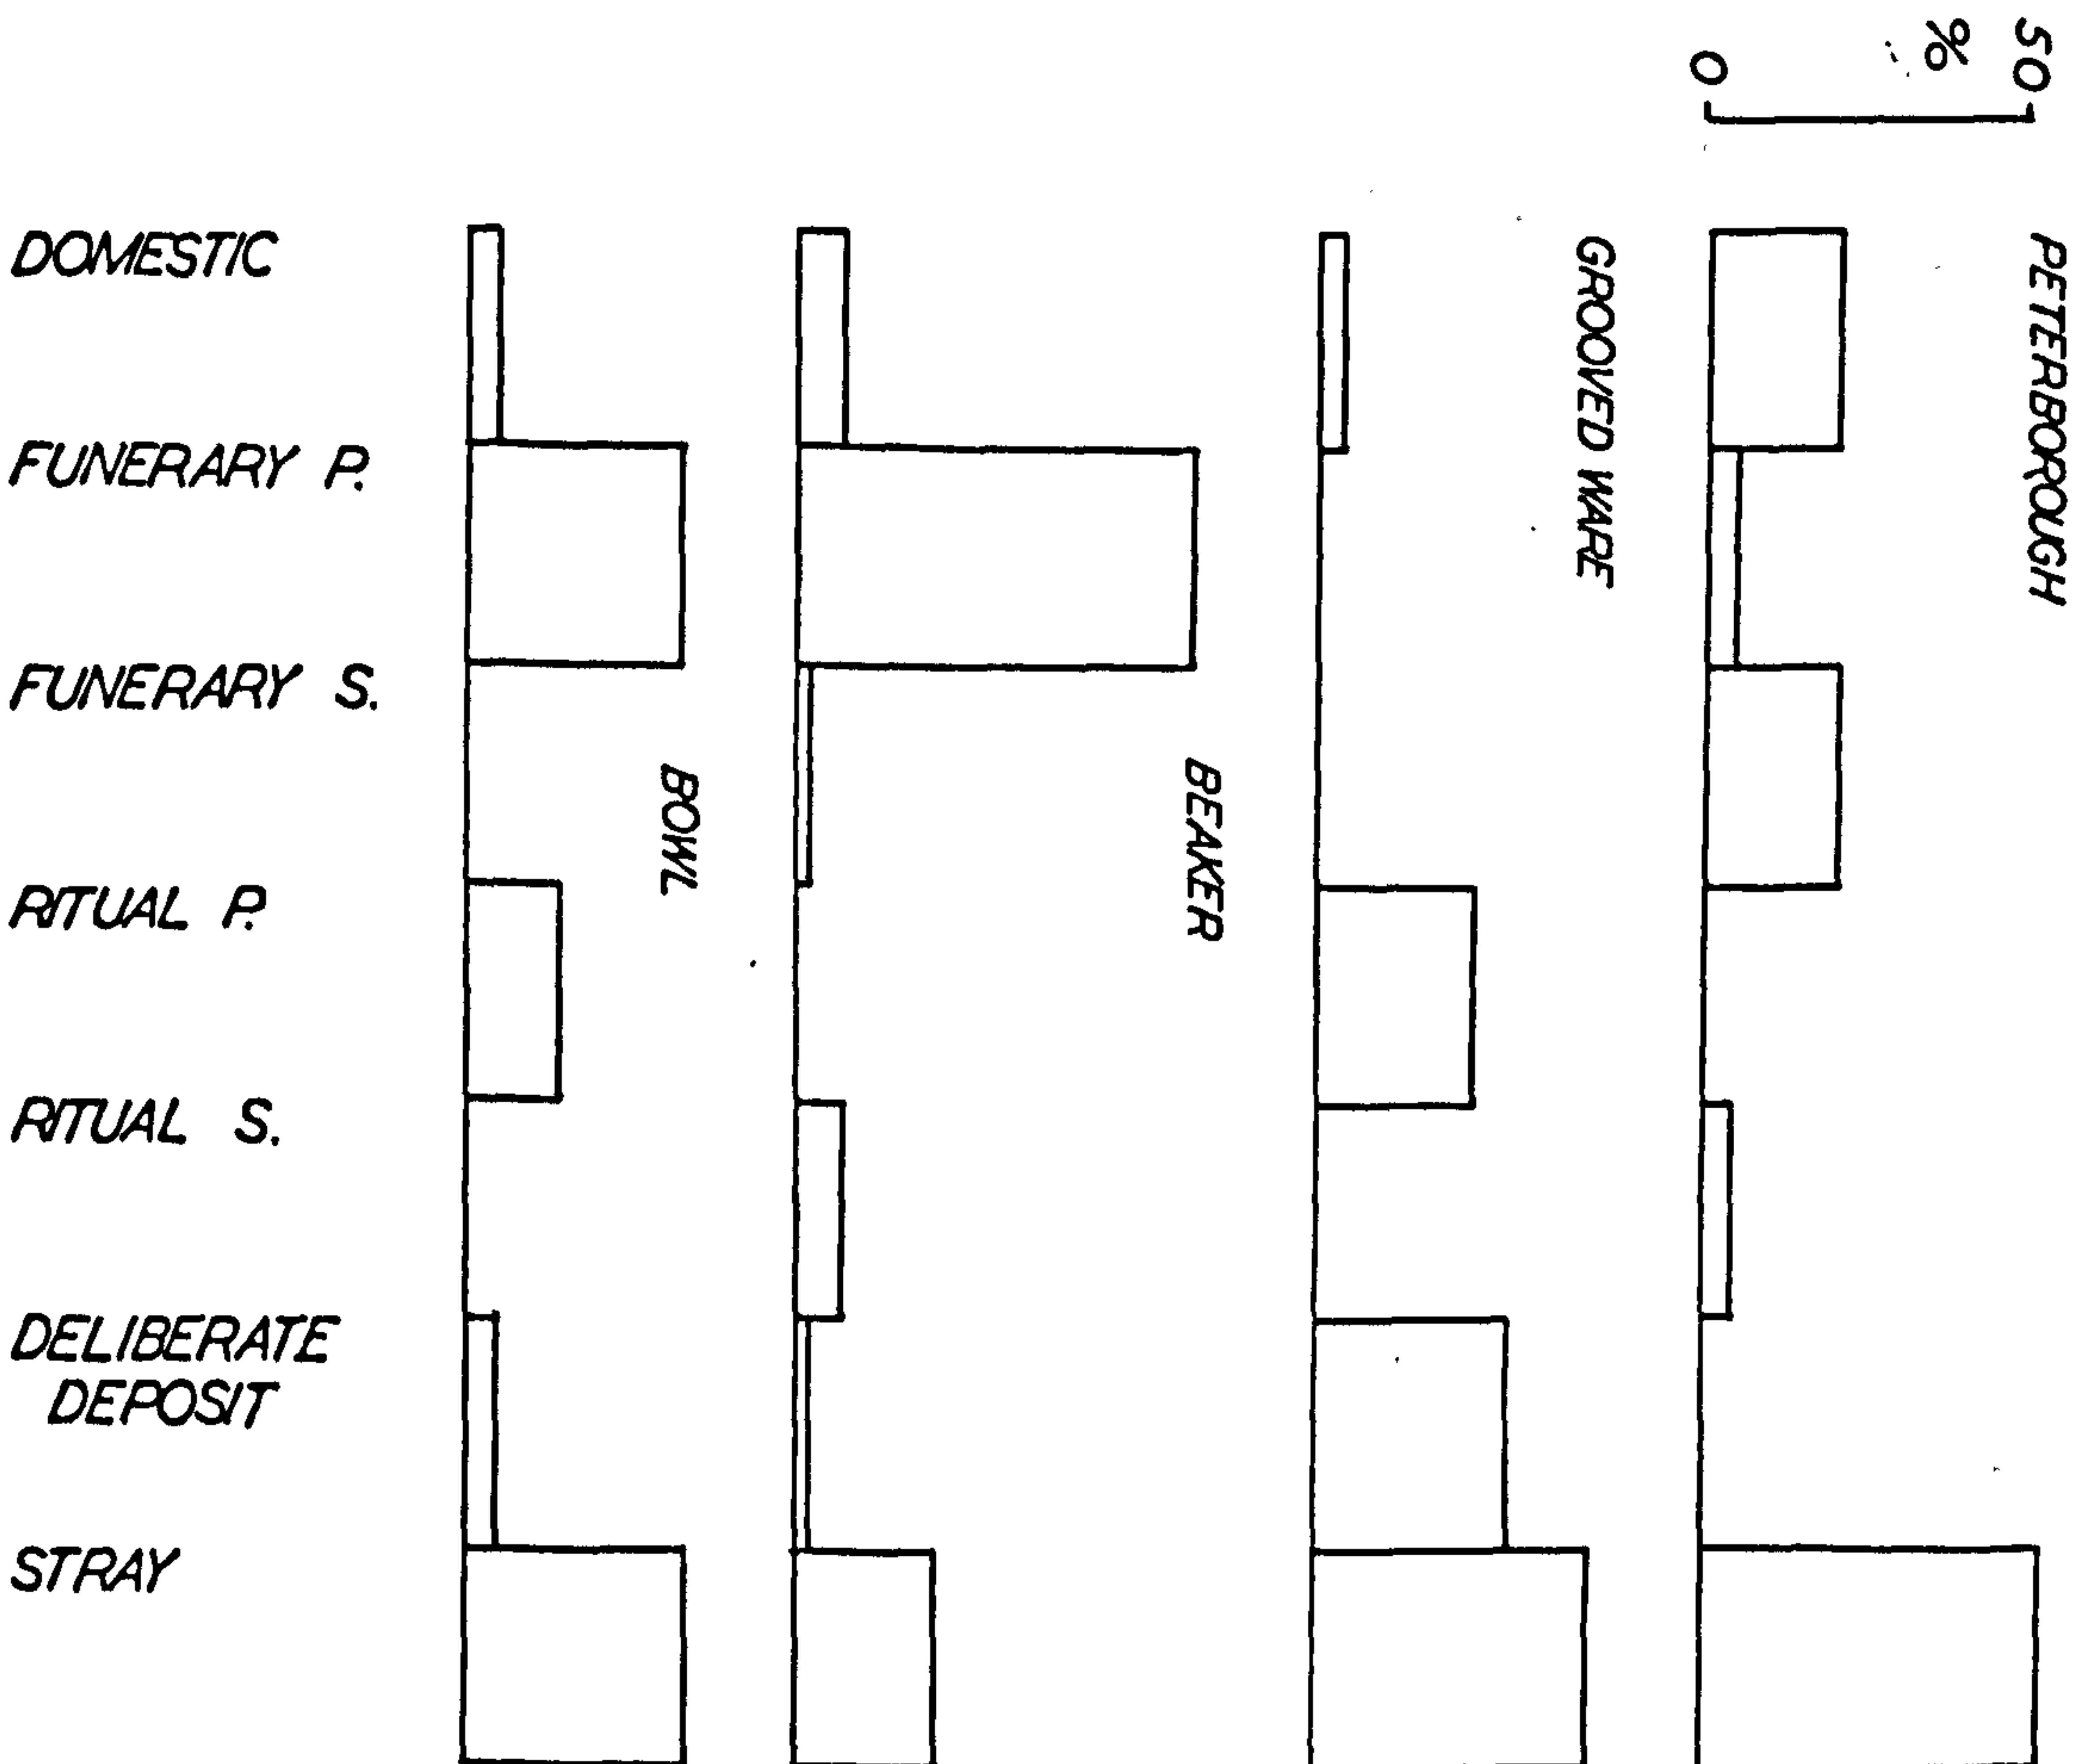 50
%
0
PETERBOROUGH
GROOVED WARE
BEAKER
BOWL
DOMESTIC
FUNERARY P.
FUNERARY S.
RITUAL P.
RITUAL S.
DELIBERATE
DEPOSIT
STRAY